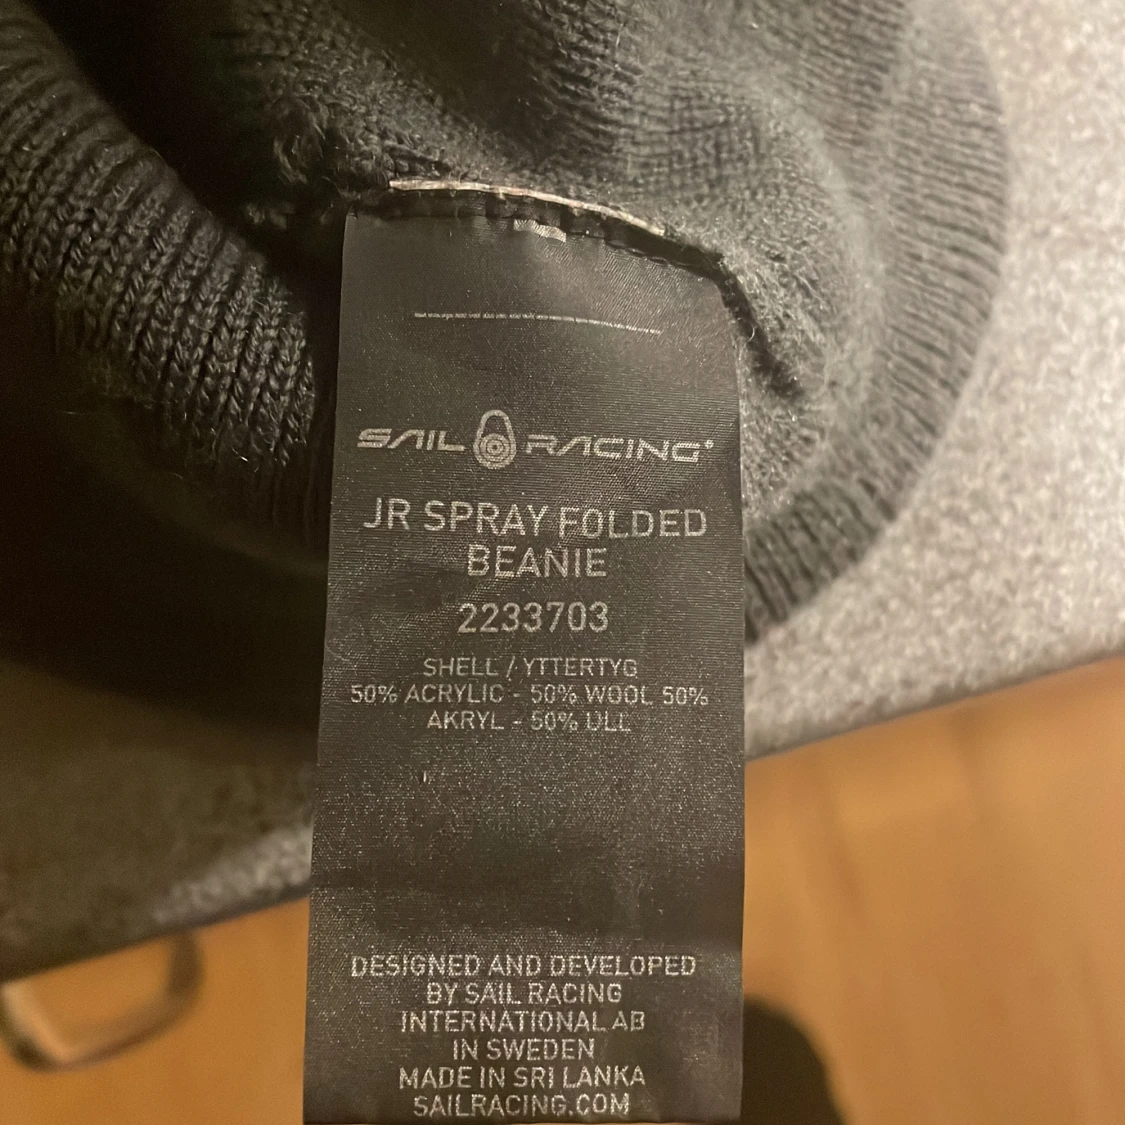 SAIL RACING®
JR SPRAY FOLDED
BEANIE
2233703
SHELL / YTTERTYG
50% ACRYLIC - 50% WOOL 50%
AKRYL - 50% ULL
DESIGNED AND DEVELOPED
BY SAIL RACING
INTERNATIONAL AB
IN SWEDEN
MADE IN SRI LANKA
SAILRACING.COM